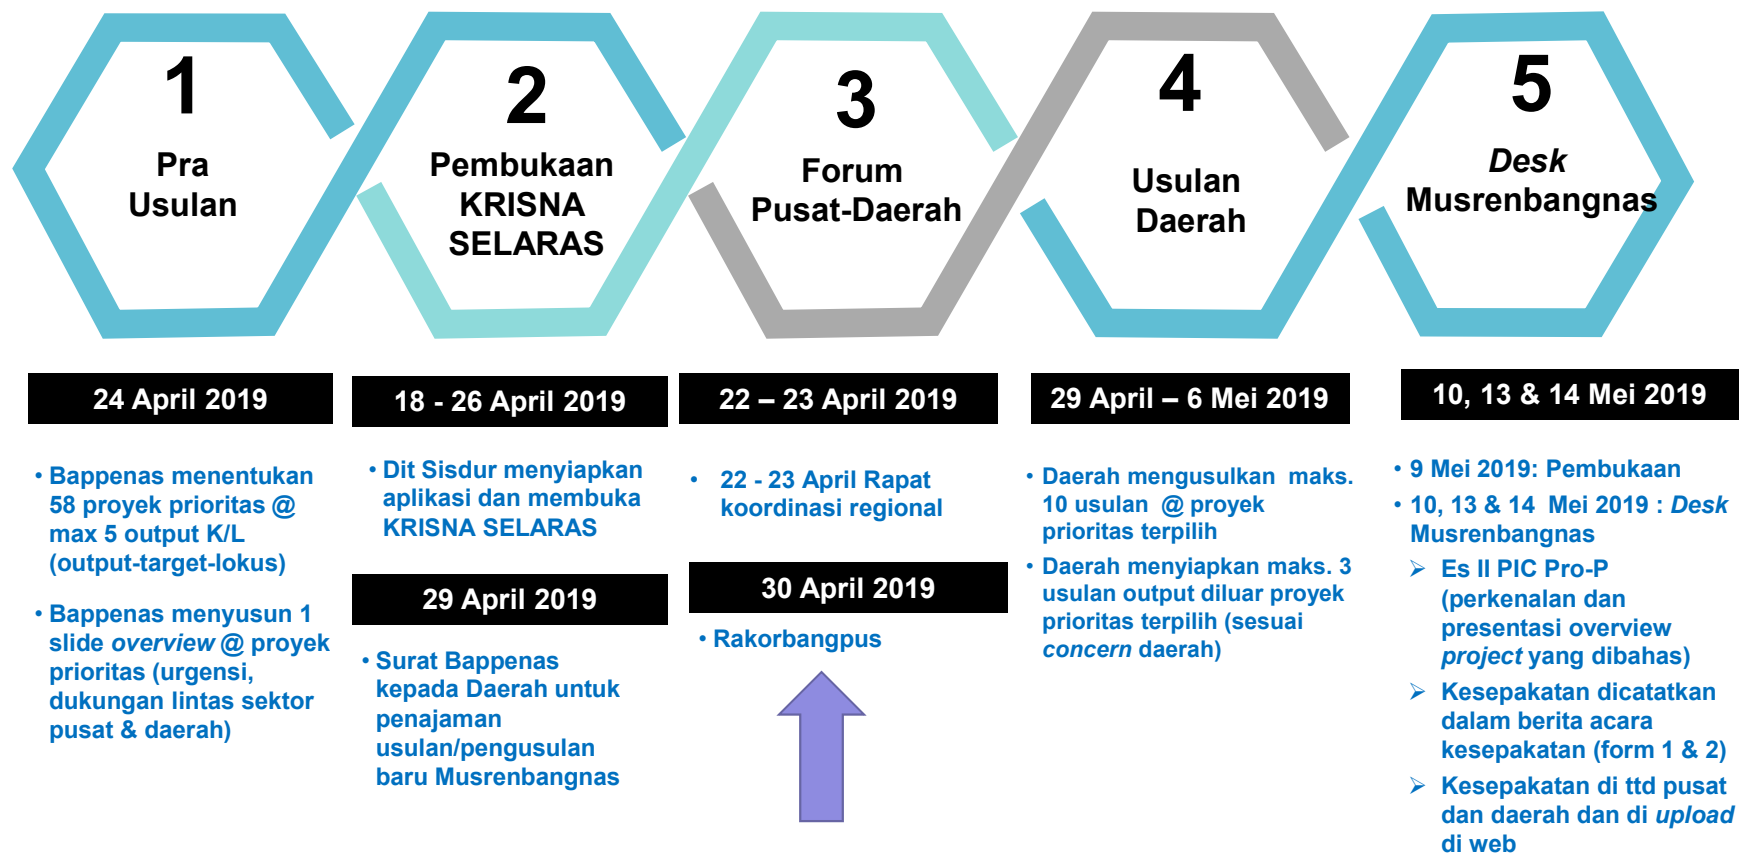 1
Pra
Usulan
2
Pembukaan
KRISNA
SELARAS
3
Forum
Pusat-Daerah
4
Usulan
Daerah
5
Desk
Musrenbangnas
24 April 2019
• Bappenas menentukan
58 proyek prioritas @
max 5 output K/L
(output-target-lokus)
• Bappenas menyusun 1
slide overview @ proyek
prioritas (urgensi,
dukungan lintas sektor
pusat & daerah)
18 - 26 April 2019
• Dit Sisdur menyiapkan
aplikasi dan membuka
KRISNA SELARAS
29 April 2019
• Surat Bappenas
kepada Daerah untuk
penajaman
usulan/pengusulan
baru Musrenbangnas
22 – 23 April 2019
• 22 - 23 April Rapat
koordinasi regional
30 April 2019
• Rakorbangpus
29 April – 6 Mei 2019
• Daerah mengusulkan maks.
10 usulan @ proyek
prioritas terpilih
• Daerah menyiapkan maks. 3
usulan output diluar proyek
prioritas terpilih (sesuai
concern daerah)
10, 13 & 14 Mei 2019
• 9 Mei 2019: Pembukaan
• 10, 13 & 14 Mei 2019 : Desk
Musrenbangnas
➢ Es II PIC Pro-P
(perkenalan dan
presentasi overview
project yang dibahas)
➢ Kesepakatan dicatatkan
dalam berita acara
kesepakatan (form 1 & 2)
➢ Kesepakatan di ttd pusat
dan daerah dan di upload
di web